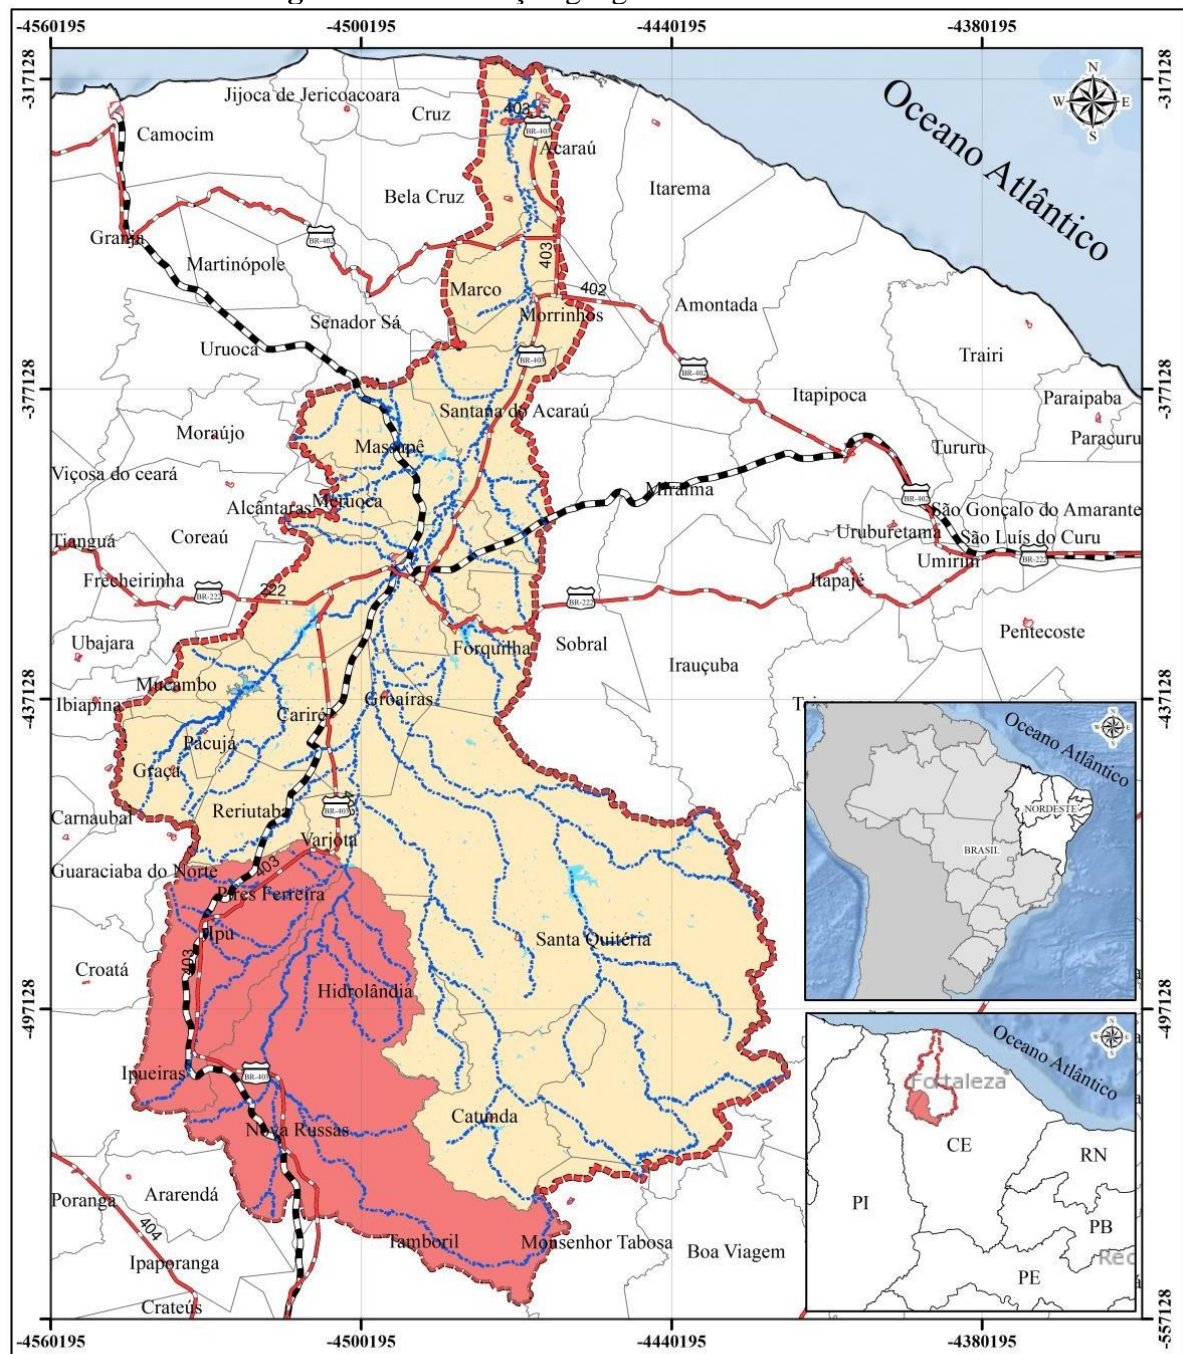 -4560195
-4500195
-4440195
-4380195
-317128
-317128
N
W E
S
Oceano Atlântico
Jijoca de Jericoacoara
Cruz
403
BR-403
Camocim
Acaraú
Itarema
Bela Cruz
Granja
BR-402
403
Martinópole
Marco
402
Morrinhos
Amontada
Senador Sá
Uruoca
BR-403
BR-402
Trairi
-377128
-377128
Itapipoca
Paraipaba
Santana do Acaraú
Moraújo
Massapê
Tururu
Paracuru
Viçosa do ceará
Miraíma
Meruoca
Alcântaras
BR-402
São Gonçalo do Amarante
Coreaú
Uruburetama
São Luís do Curu
Tianguá
Umirim
BR-222
Frecheirinha
BR-222
222
BR-222
Itapajé
Ubajara
Forquilha
Sobral
Pentecoste
Irauçuba
Mucambo
Ibiapina
Groaíras
-437128
-437128
Cariré
Pacujá
Graça
Reriutaba
BR-403
Carnaubal
Varjota
Guaraciaba do Norte
403
Pires Ferreira
Ipú
Santa Quitéria
Croatá
403
Hidrolândia
-497128
-497128
Ipueiras
BR-403
Catunda
Nova Russas
Ararendá
Poranga
404
Tamboril
Monsenhor Tabosa
Boa Viagem
Ipaporanga
Crateús
-557128
-557128
Oceano Atlântico
N
W E
S
NORDESTE
BRASIL
Oceano Atlântico
N
W E
S
Fortaleza
CE
RN
PI
PB
Rec
PE
-4560195
-4500195
-4440195
-4380195